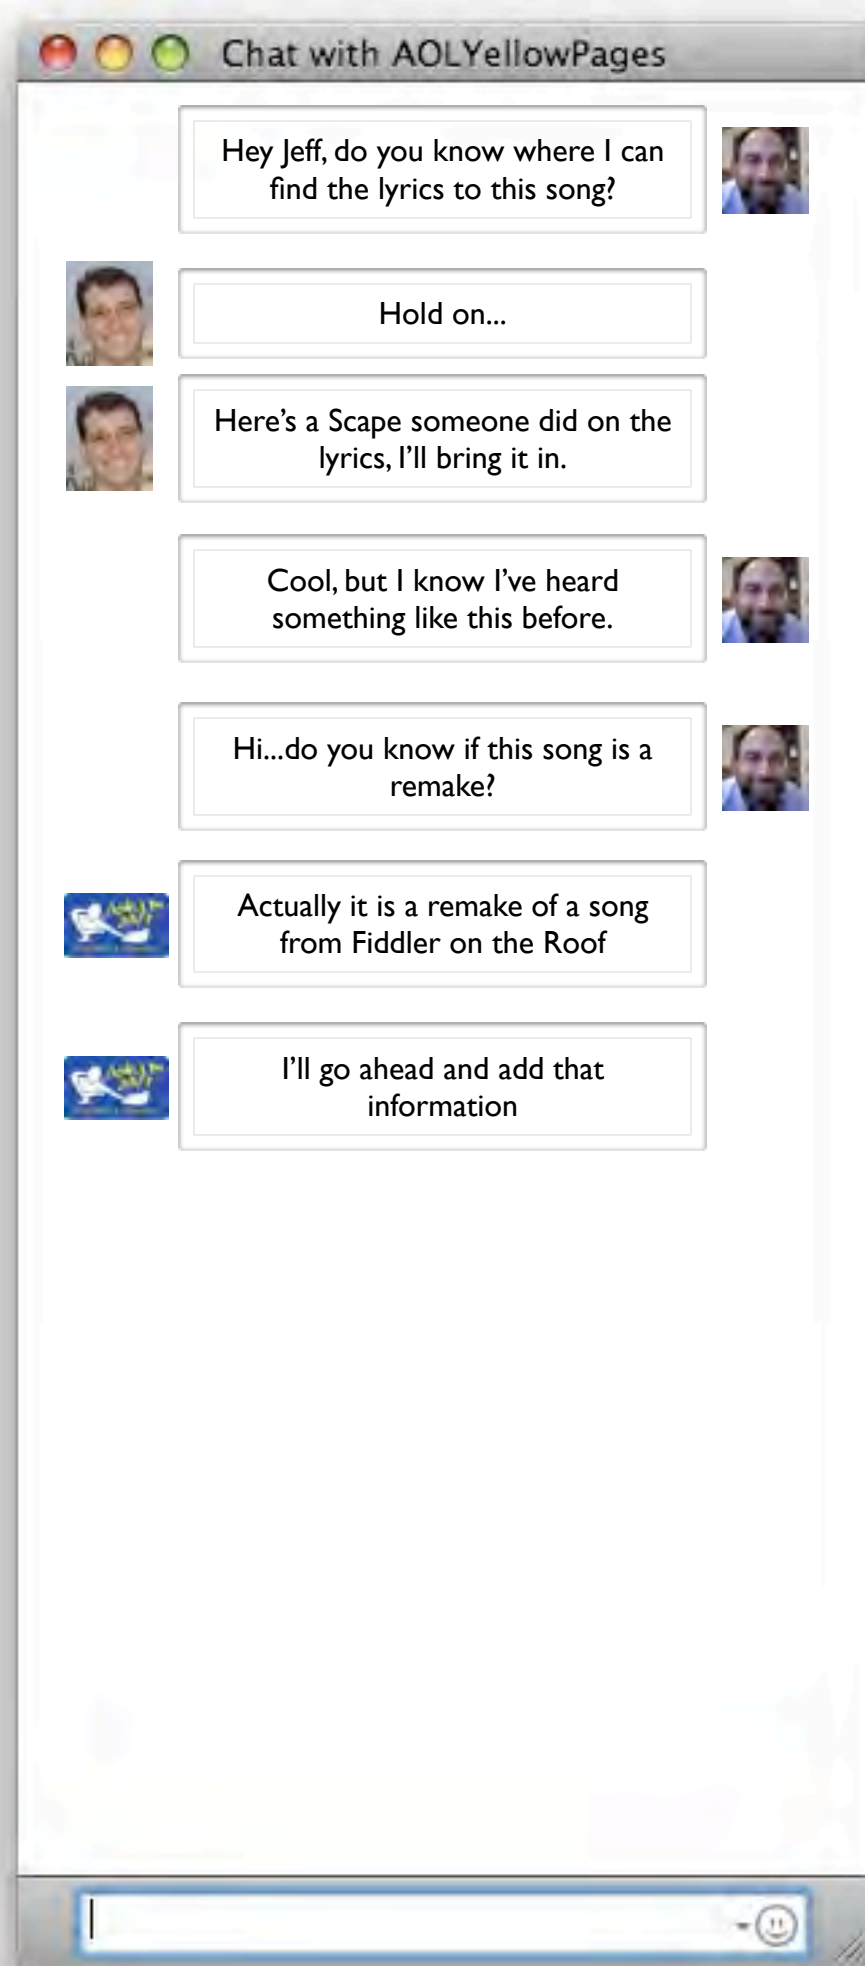 Chat with AOLYellowPages
Hey Jeff, do you know where I can
find the lyrics to this song?
Hold on...
Here’s a Scape someone did on the
lyrics, I’ll bring it in.
Cool, but I know I’ve heard
something like this before.
Hi...do you know if this song is a
remake?
Actually it is a remake of a song
from Fiddler on the Roof
I’ll go ahead and add that
information